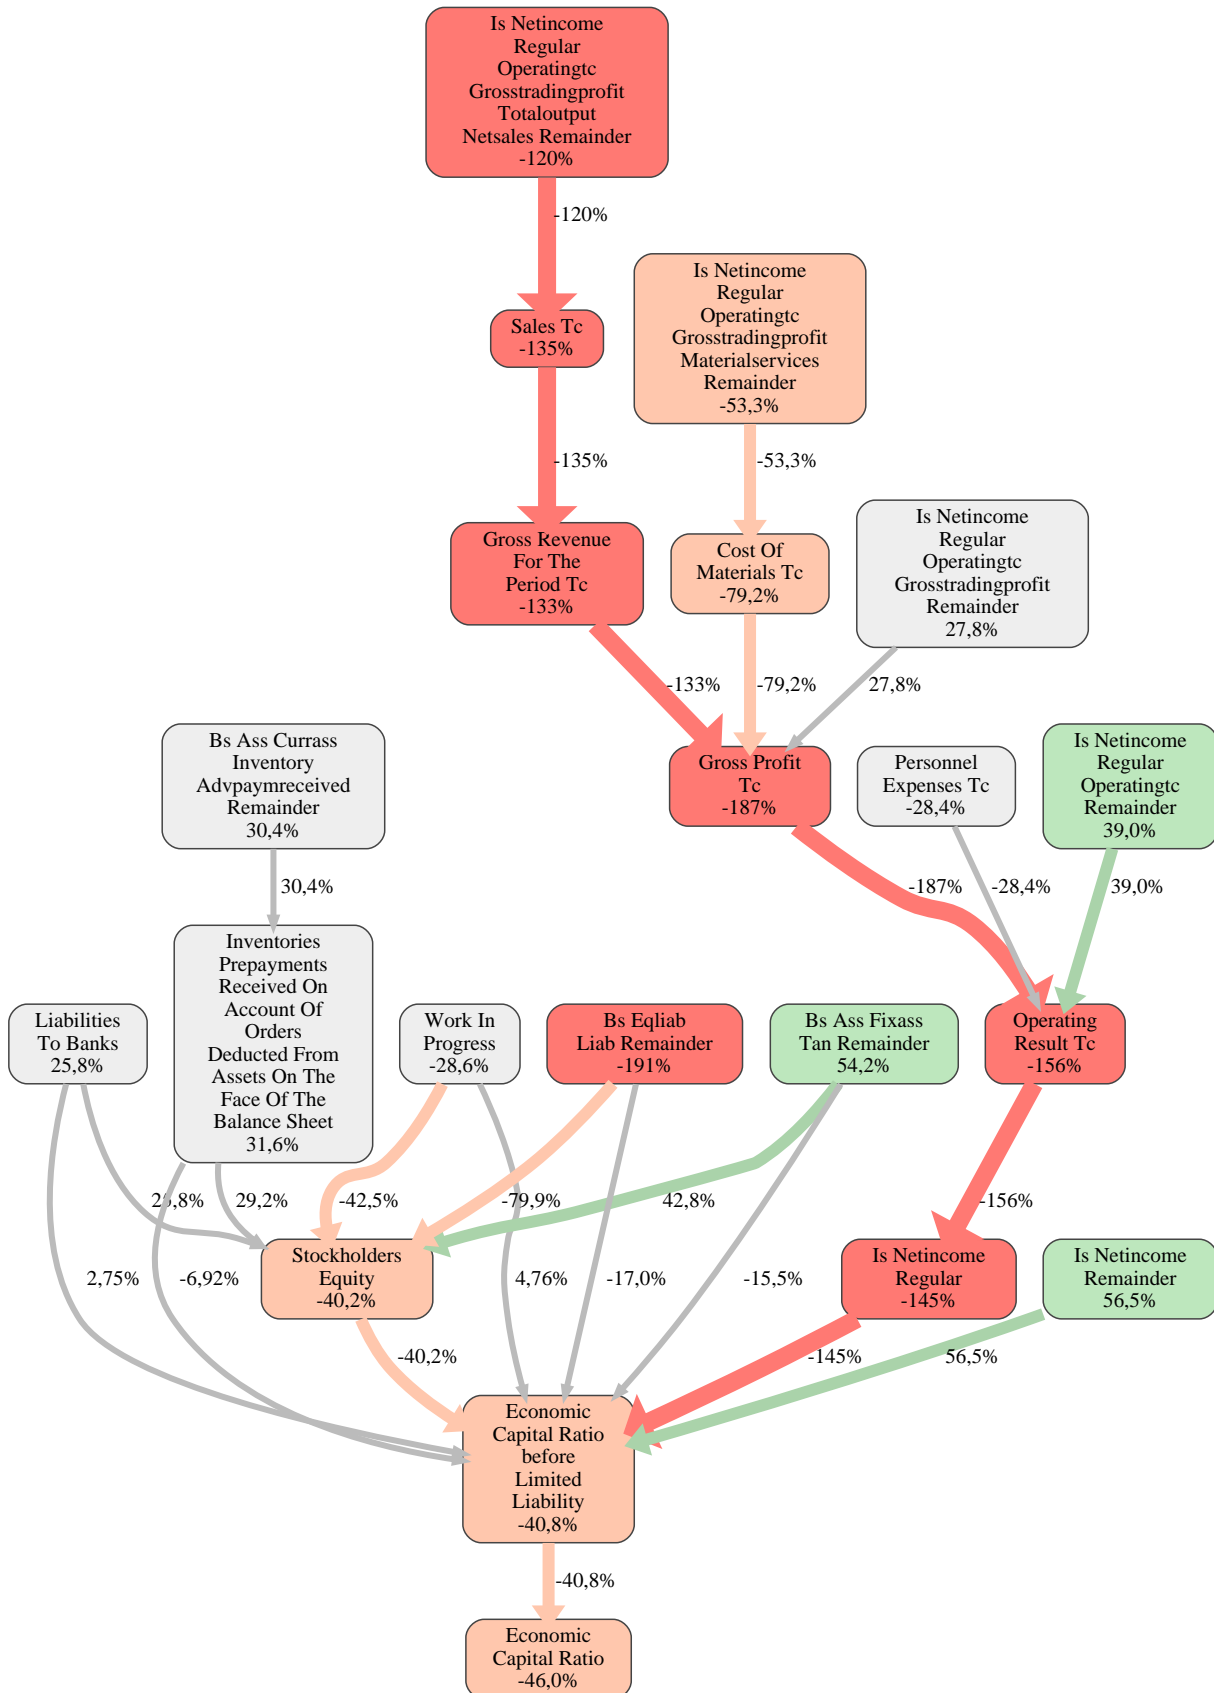 Is Netincome
Regular
Operatingtc
Grosstradingprofit
Totaloutput
Netsales Remainder
-120%
-120%
Is Netincome
Regular
Operatingtc
Grosstradingprofit
Materialservices
Remainder
-53,3%
Sales Tc
-135%
-135%
-53,3%
Is Netincome
Regular
Operatingtc
Grosstradingprofit
Remainder
27,8%
Gross Revenue
For The
Period Tc
-133%
Cost Of
Materials Tc
-79,2%
-133%
-79,2%
27,8%
Bs Ass Currass
Inventory
Advpaymreceived
Remainder
30,4%
Gross Profit
Tc
-187%
Personnel
Expenses Tc
-28,4%
Is Netincome
Regular
Operatingtc
Remainder
39,0%
30,4%
-187%
-28,4%
39,0%
Inventories
Prepayments
Received On
Account Of
Orders
Deducted From
Assets On The
Face Of The
Balance Sheet
31,6%
Liabilities
To Banks
25,8%
Work In
Progress
-28,6%
Bs Eqliab
Liab Remainder
-191%
Bs Ass Fixass
Tan Remainder
54,2%
Operating
Result Tc
-156%
25,8%
29,2%
-42,5%
-79,9%
42,8%
-156%
2,75%
-6,92%
Stockholders
Equity
-40,2%
4,76%
-17,0%
-15,5%
Is Netincome
Regular
-145%
Is Netincome
Remainder
56,5%
-40,2%
-145%
56,5%
Economic
Capital Ratio
before
Limited
Liability
-40,8%
-40,8%
Economic
Capital Ratio
-46,0%